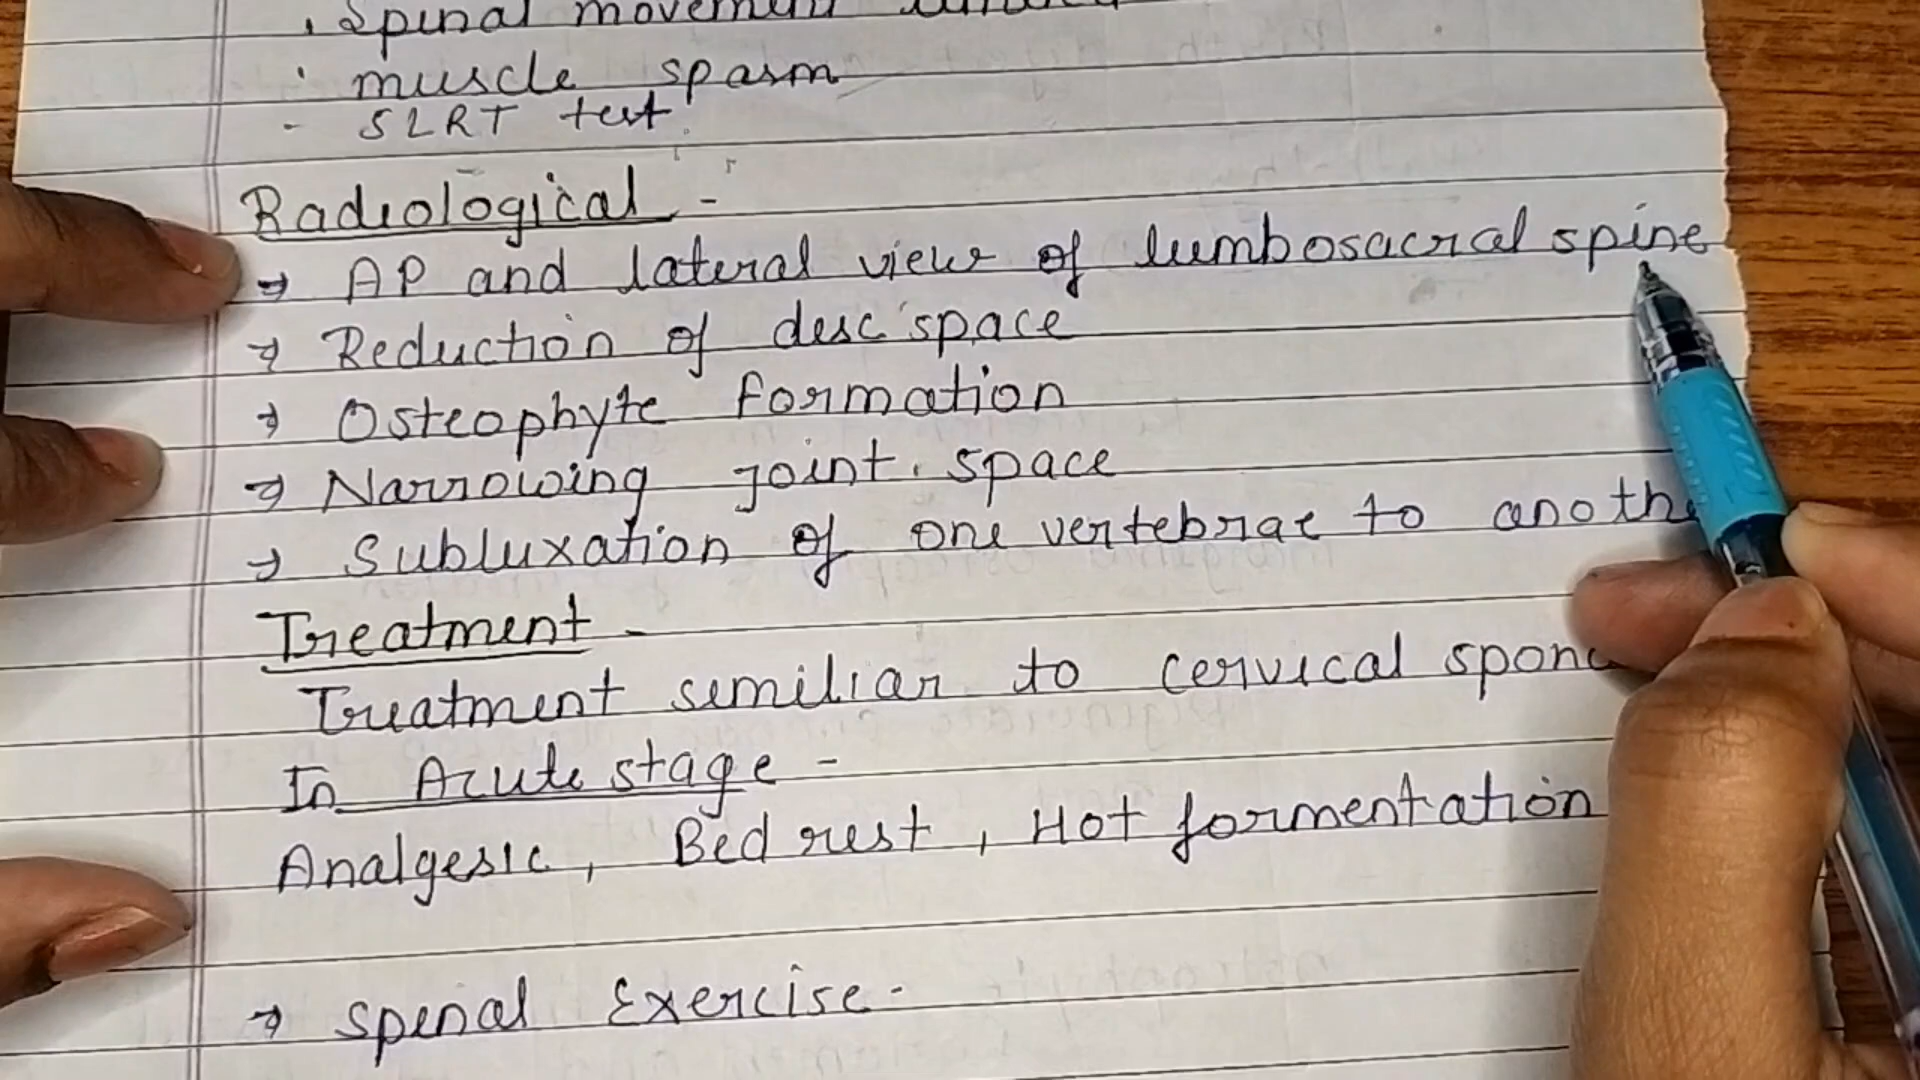 . Spinal movement
. muscle spasm
- SLRT test
Radiological -
→ AP and lateral view of lumbosacral spine
→ Reduction of desc space
→ Osteophyte formation
→ Narrowing joint space
→ Subluxation of one vertebrae to anoth
Treatment -
Treatment similiar to cervical spon
In Acute stage -
Analgesic, Bed rest, Hot formentation
→ spenal Exercise -